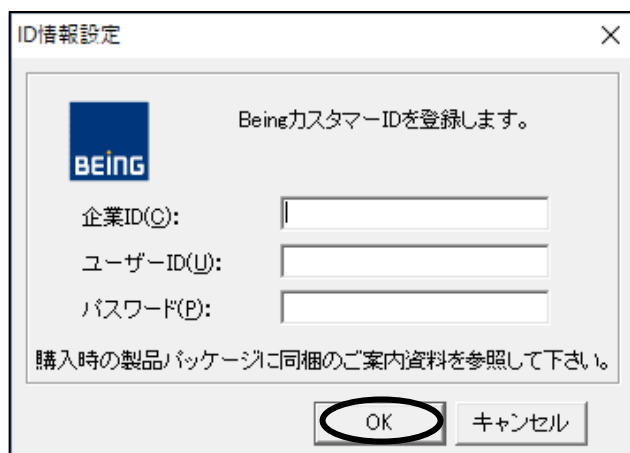 ID情報設定
BeingカスタマーIDを登録します。
BEING
企業ID(C):
ユーザーID(U):
パスワード(P):
購入時の製品パッケージに同梱のご案内資料を参照して下さい。
OK キャンセル